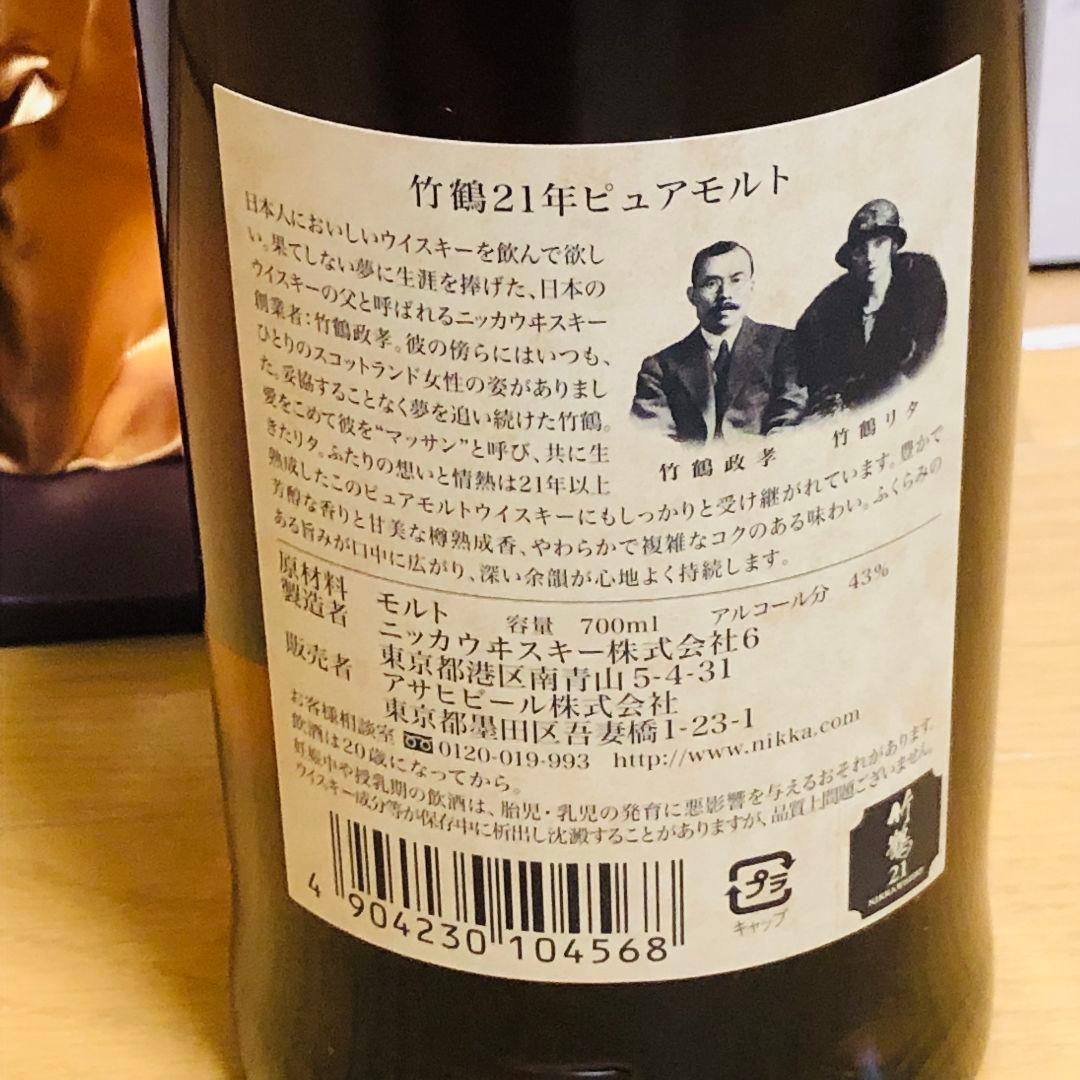 竹鶴21年ピュアモルト
日本人においしいウイスキーを飲んで欲し
い。果てしない夢に生涯を捧げた、日本の
ウイスキーの父と呼ばれるニッカウヰスキー
創業者：竹鶴政孝。彼の傍らにはいつも、
ひとりのスコットランド女性の姿がありまし
た。妥協することなく夢を追い続けた竹鶴。
愛をこめて彼を“マッサン”と呼び、共に生
きたリタ。ふたりの想いと情熱は21年以上
熟成したこのピュアモルトウイスキーにもしっかりと受け継がれています。豊かで
芳醇な香りと甘美な樽熟成香、やわらかで複雑なコクのある味わい。ふくらみの
ある旨みが口中に広がり、深い余韻が心地よく持続します。
竹鶴政孝
竹鶴リタ
原材料 モルト 容量 700ml アルコール分 43%
製造者 ニッカウヰスキー株式会社6
東京都港区南青山5-4-31
販売者 アサヒビール株式会社
東京都墨田区吾妻橋1-23-1
お客様相談室 0120-019-993 http://www.nikka.com
飲酒は20歳になってから。
妊娠中や授乳期の飲酒は、胎児・乳児の発育に悪影響を与えるおそれがあります。
ウイスキー成分等が保存中に析出し沈澱することがありますが、品質上問題ございません。
4 904230 104568
プラ
キャップ
竹鶴
21
NIKKA WHISKY